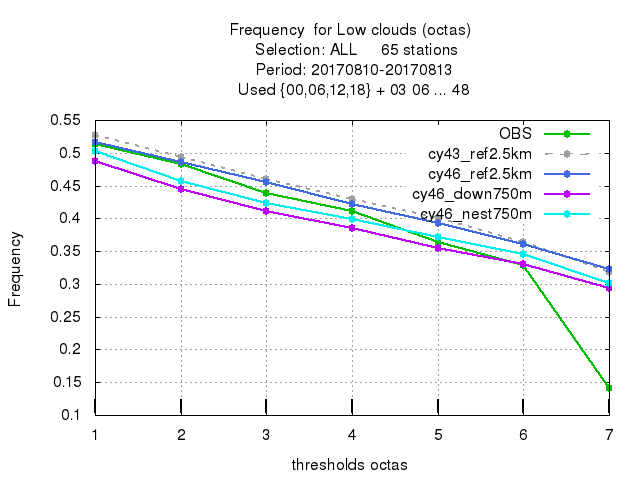 Frequency  for Low clouds (octas)
Selection: ALL     65 stations
Period: 20170810-20170813
Used {00,06,12,18} + 03 06 ... 48
0.55
0.5
0.45
0.4
0.35
0.3
0.25
0.2
0.15
0.1
Frequency
OBS
cy43_ref2.5km
cy46_ref2.5km
cy46_down750m
cy46_nest750m
1 2 3 4 5 6 7
thresholds octas